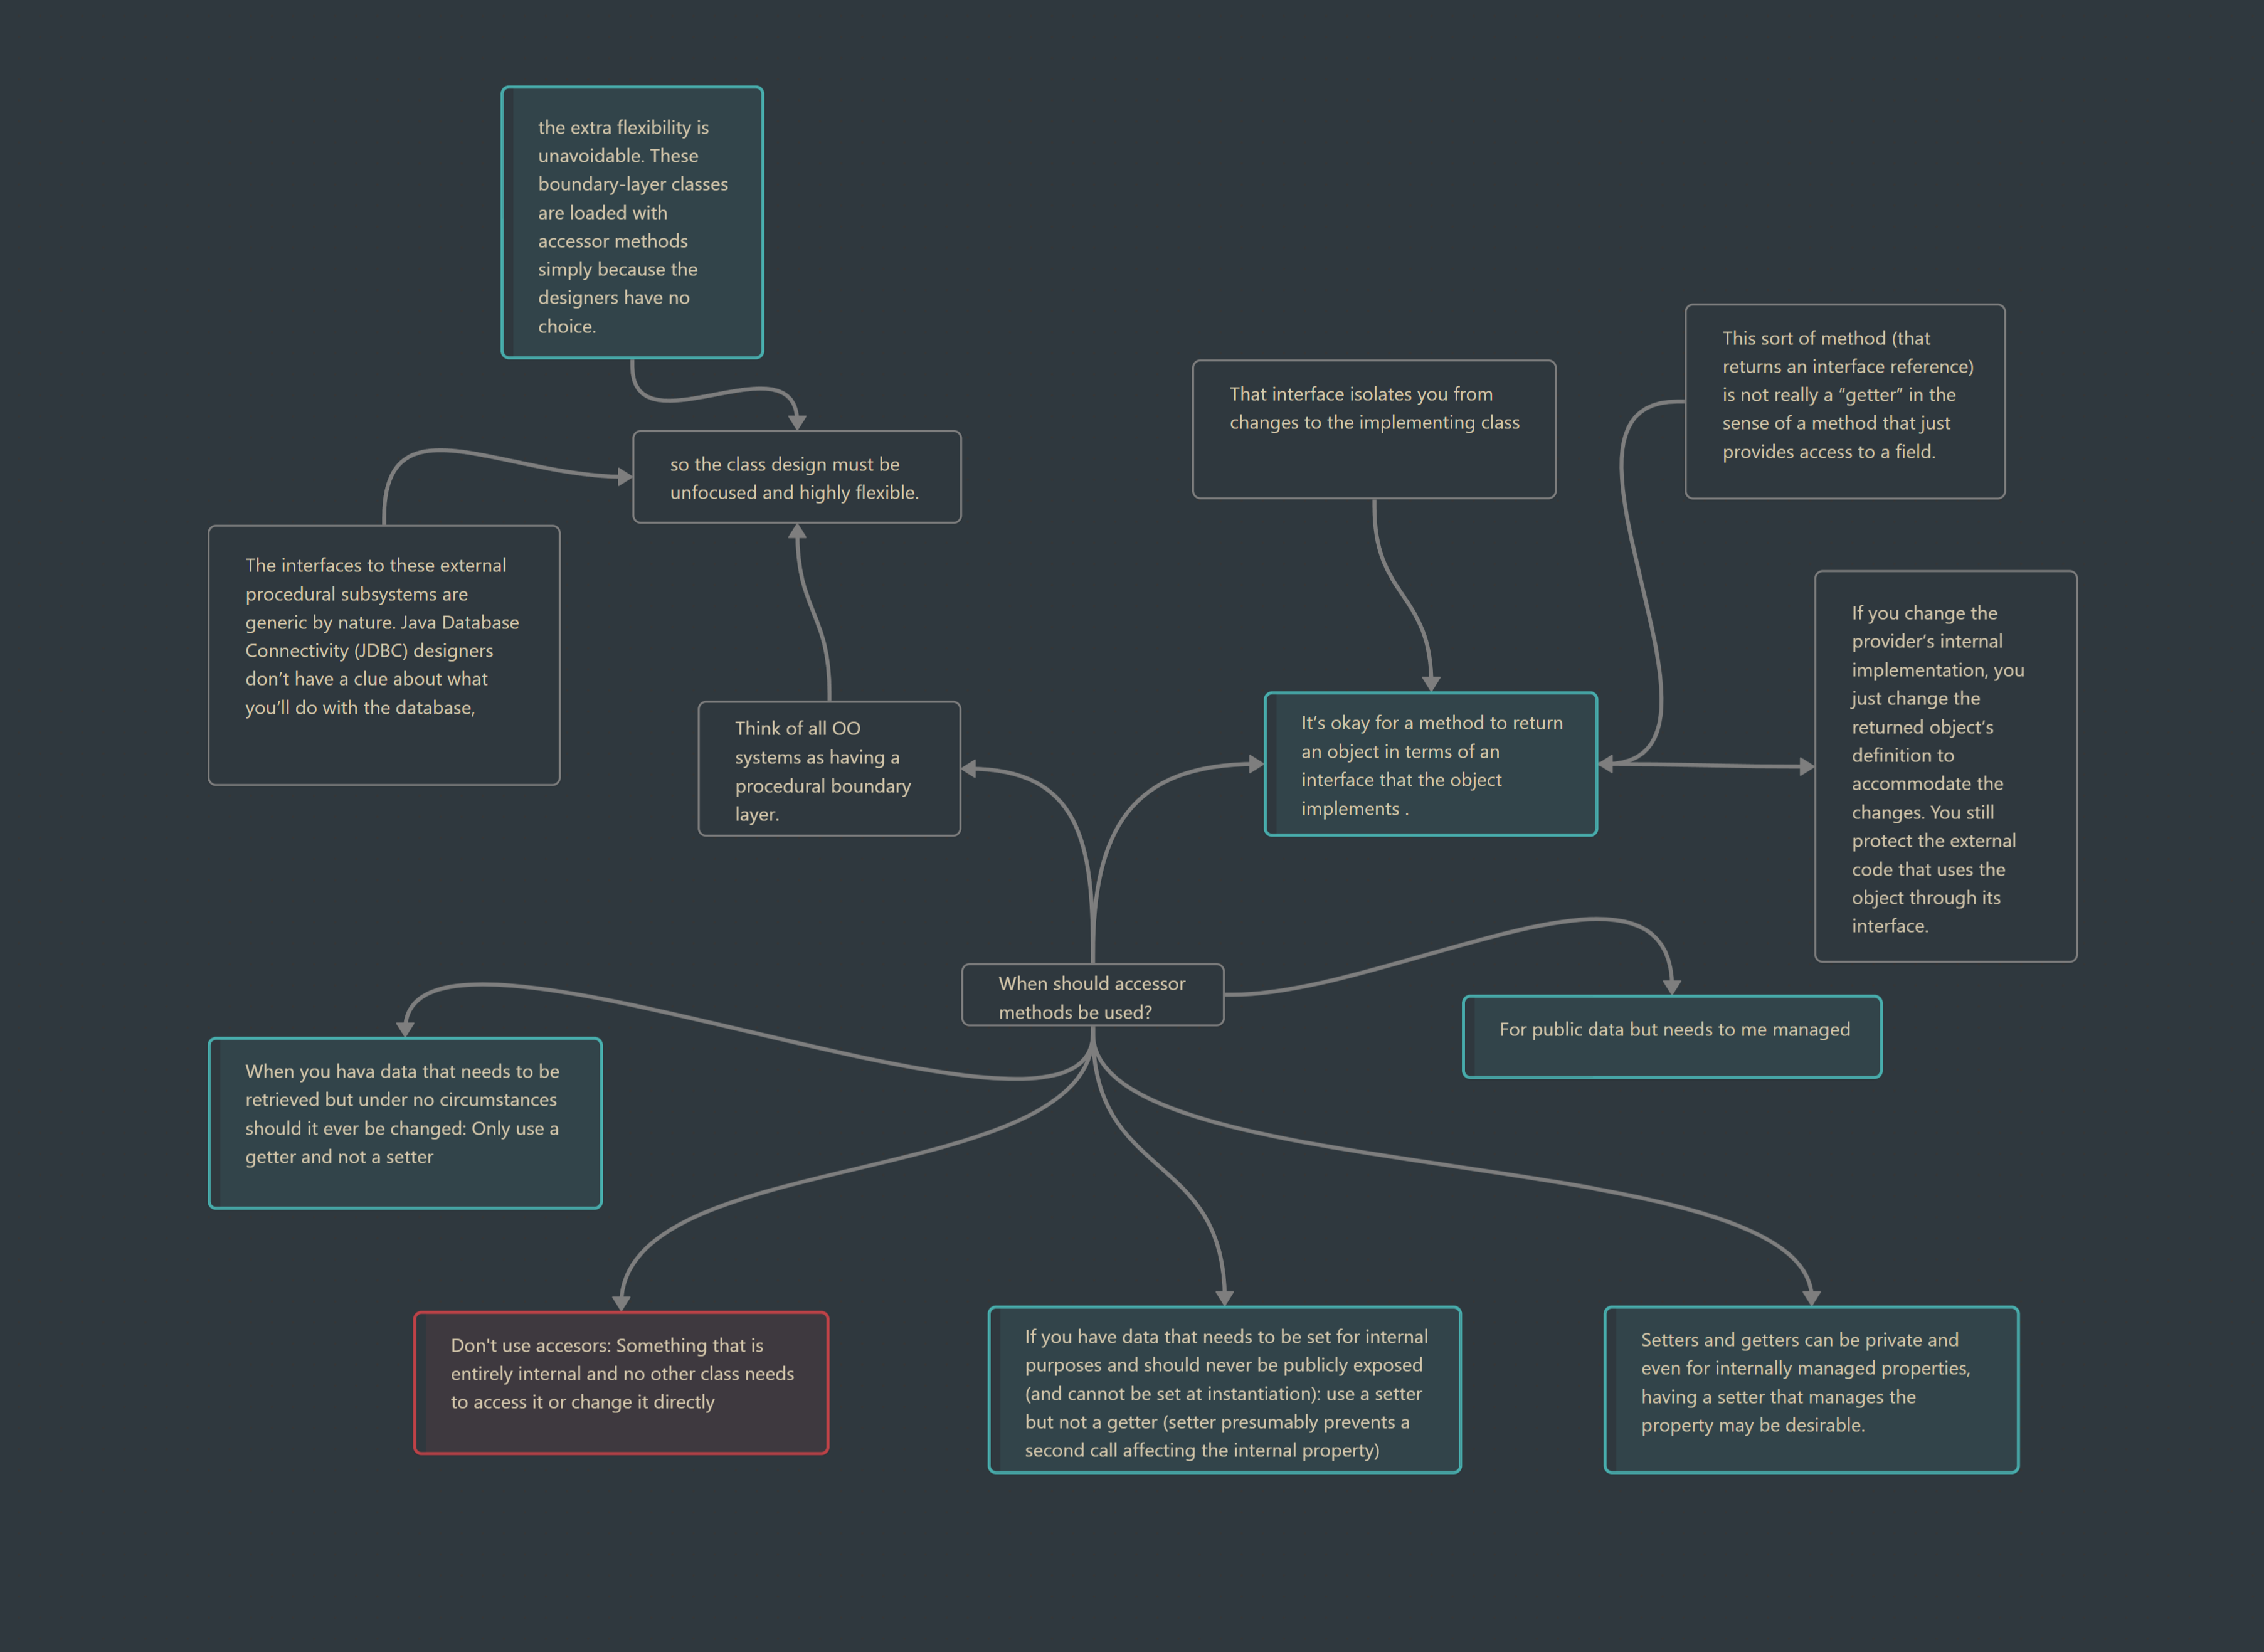 the extra flexibility is
unavoidable. These
boundary-layer classes
are loaded with
accessor methods
simply because the
designers have no
choice.
so the class design must be
unfocused and highly flexible.
The interfaces to these external
procedural subsystems are
generic by nature. Java Database
Connectivity (JDBC) designers
don’t have a clue about what
you’ll do with the database,
Think of all OO
systems as having a
procedural boundary
layer.
That interface isolates you from
changes to the implementing class
This sort of method (that
returns an interface reference)
is not really a “getter” in the
sense of a method that just
provides access to a field.
It’s okay for a method to return
an object in terms of an
interface that the object
implements .
If you change the
provider’s internal
implementation, you
just change the
returned object’s
definition to
accommodate the
changes. You still
protect the external
code that uses the
object through its
interface.
When should accessor
methods be used?
For public data but needs to me managed
When you hava data that needs to be
retrieved but under no circumstances
should it ever be changed: Only use a
getter and not a setter
Don't use accesors: Something that is
entirely internal and no other class needs
to access it or change it directly
If you have data that needs to be set for internal
purposes and should never be publicly exposed
(and cannot be set at instantiation): use a setter
but not a getter (setter presumably prevents a
second call affecting the internal property)
Setters and getters can be private and
even for internally managed properties,
having a setter that manages the
property may be desirable.